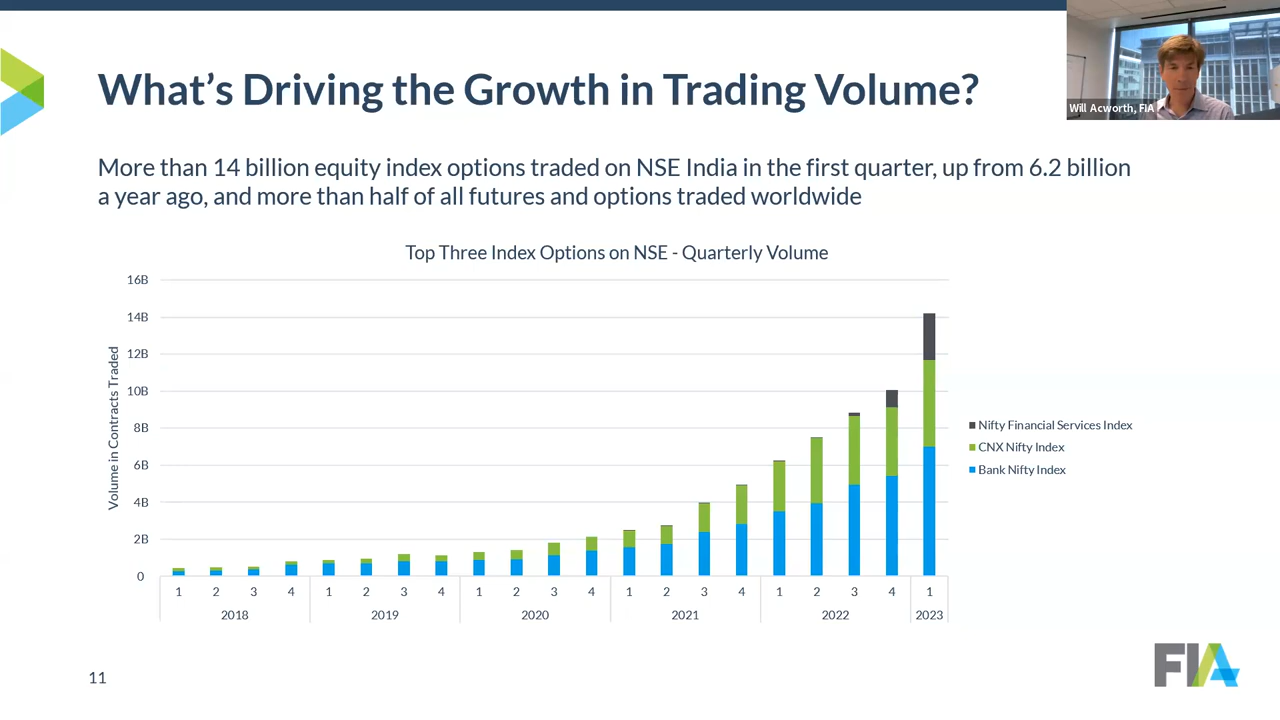 What's Driving the Growth in Trading Volume?
Will Acworth, FIA
More than 14 billion equity index options traded on NSE India in the first quarter, up from 6.2 billion
a year ago, and more than half of all futures and options traded worldwide
Top Three Index Options on NSE - Quarterly Volume
Volume in Contracts Traded
16B
14B
12B
10B
8B
6B
4B
2B
0
1 2 3 4 1 2 3 4 1 2 3 4 1 2 3 4 1 2 3 4 1
2018 2019 2020 2021 2022 2023
Nifty Financial Services Index
CNX Nifty Index
Bank Nifty Index
11
FIA